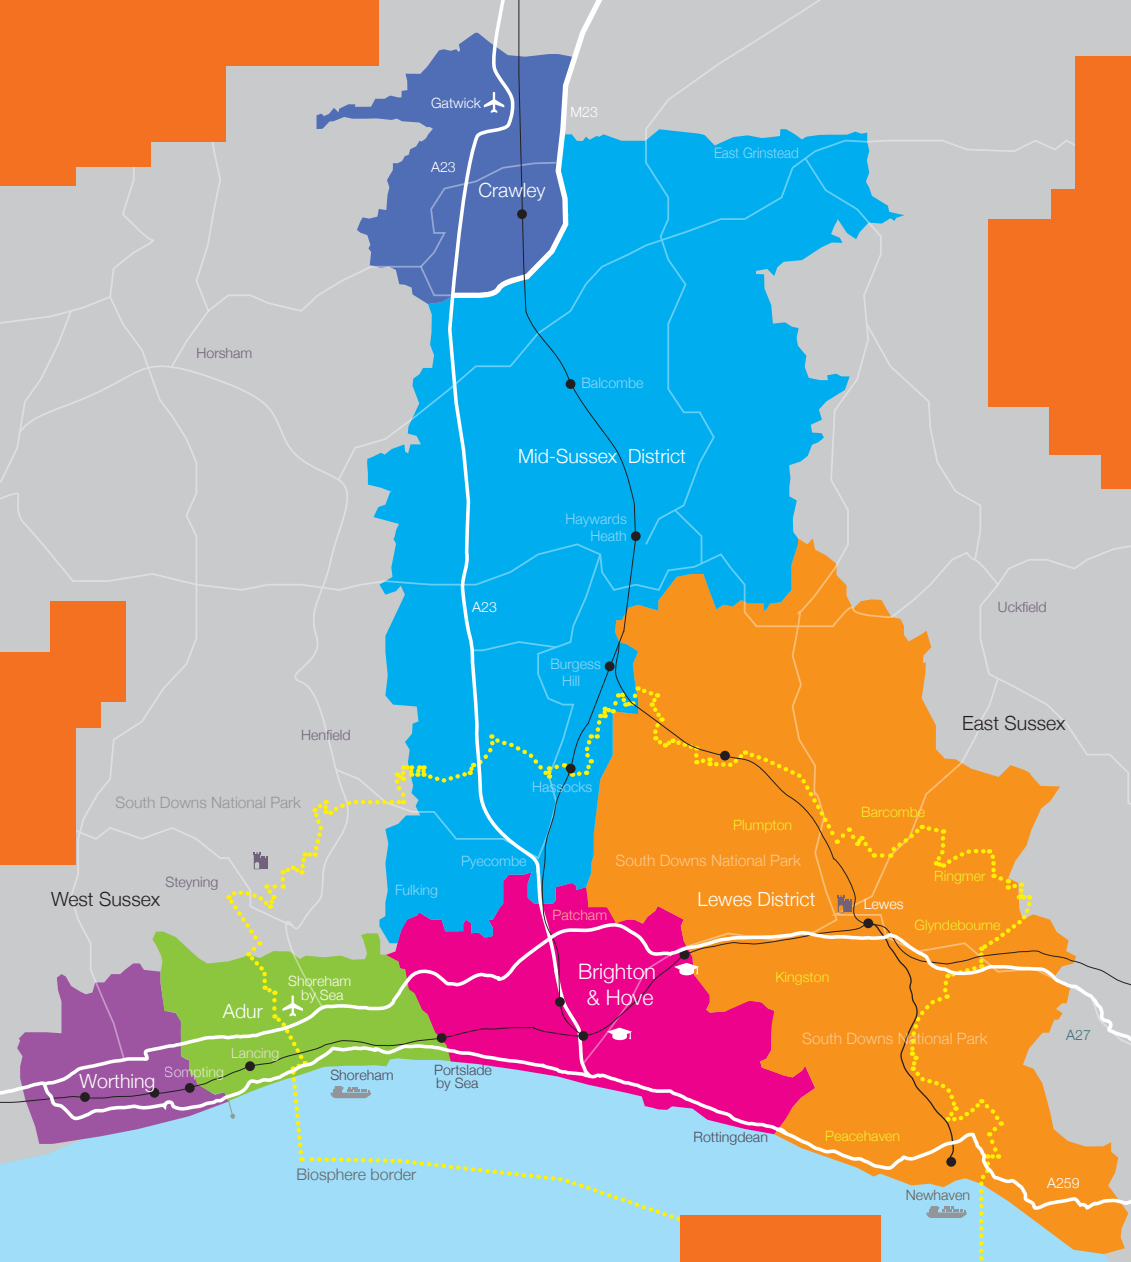 Gatwick
M23
East Grinstead
A23
Crawley
Horsham
Balcombe
Mid-Sussex District
Haywards
Heath
A23
Uckfield
Burgess
Hill
East Sussex
Henfield
Hassocks
South Downs National Park
Barcombe
Plumpton
Pyecombe
South Downs National Park
Steyning
Ringmer
Fulking
West Sussex
Lewes District
Lewes
Patcham
Glyndebourne
Brighton
& Hove
Kingston
Shoreham
by Sea
Adur
South Downs National Park
A27
Lancing
Sompting
Worthing
Shoreham
Portslade
by Sea
Rottingdean
Peacehaven
Biosphere border
A259
Newhaven